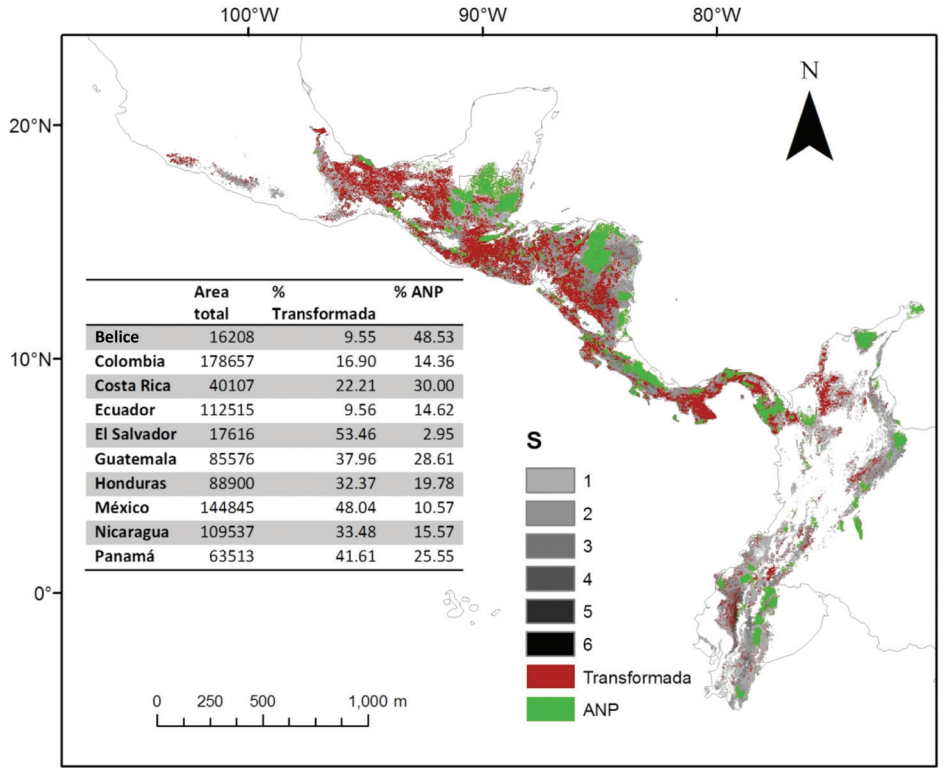 100°W 90°W 80°W
N
20°N
10°N
0°
Area total % Transformada % ANP
Belice 16208 9.55 48.53
Colombia 178657 16.90 14.36
Costa Rica 40107 22.21 30.00
Ecuador 112515 9.56 14.62
El Salvador 17616 53.46 2.95
Guatemala 85576 37.96 28.61
Honduras 88900 32.37 19.78
México 144845 48.04 10.57
Nicaragua 109537 33.48 15.57
Panamá 63513 41.61 25.55
S
1
2
3
4
5
6
Transformada
ANP
0 250 500 1,000 m